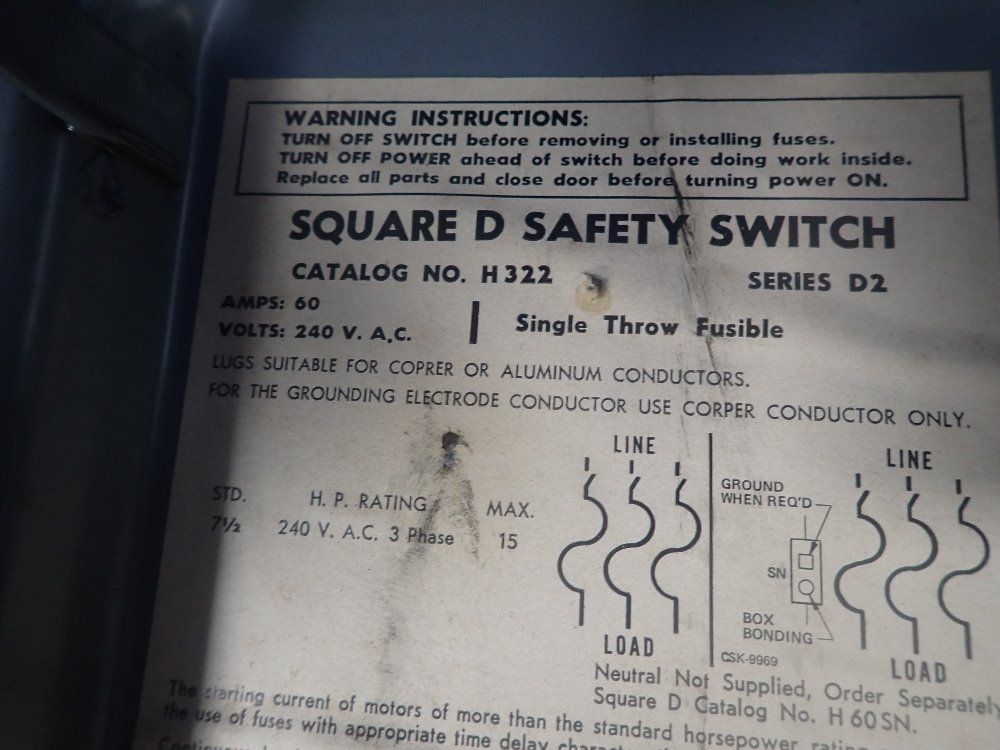 WARNING INSTRUCTIONS:
TURN OFF SWITCH before removing or installing fuses.
TURN OFF POWER ahead of switch before doing work inside.
Replace all parts and close door before turning power ON.
SQUARE D SAFETY SWITCH
CATALOG NO. H 322 SERIES D2
AMPS: 60
VOLTS: 240 V. A.C. Single Throw Fusible
LUGS SUITABLE FOR COPRER OR ALUMINUM CONDUCTORS.
FOR THE GROUNDING ELECTRODE CONDUCTOR USE CORPER CONDUCTOR ONLY.
STD. H. P. RATING MAX.
7½ 240 V. A.C. 3 Phase 15
LINE
LOAD
LINE
GROUND
WHEN REQ'D
SN
BOX
BONDING
CSK-9969
LOAD
Neutral Not Supplied, Order Separately
Square D Catalog No. H 60 SN.
The starting current of motors of more than the standard horsepower
the use of fuses with appropriate time delay